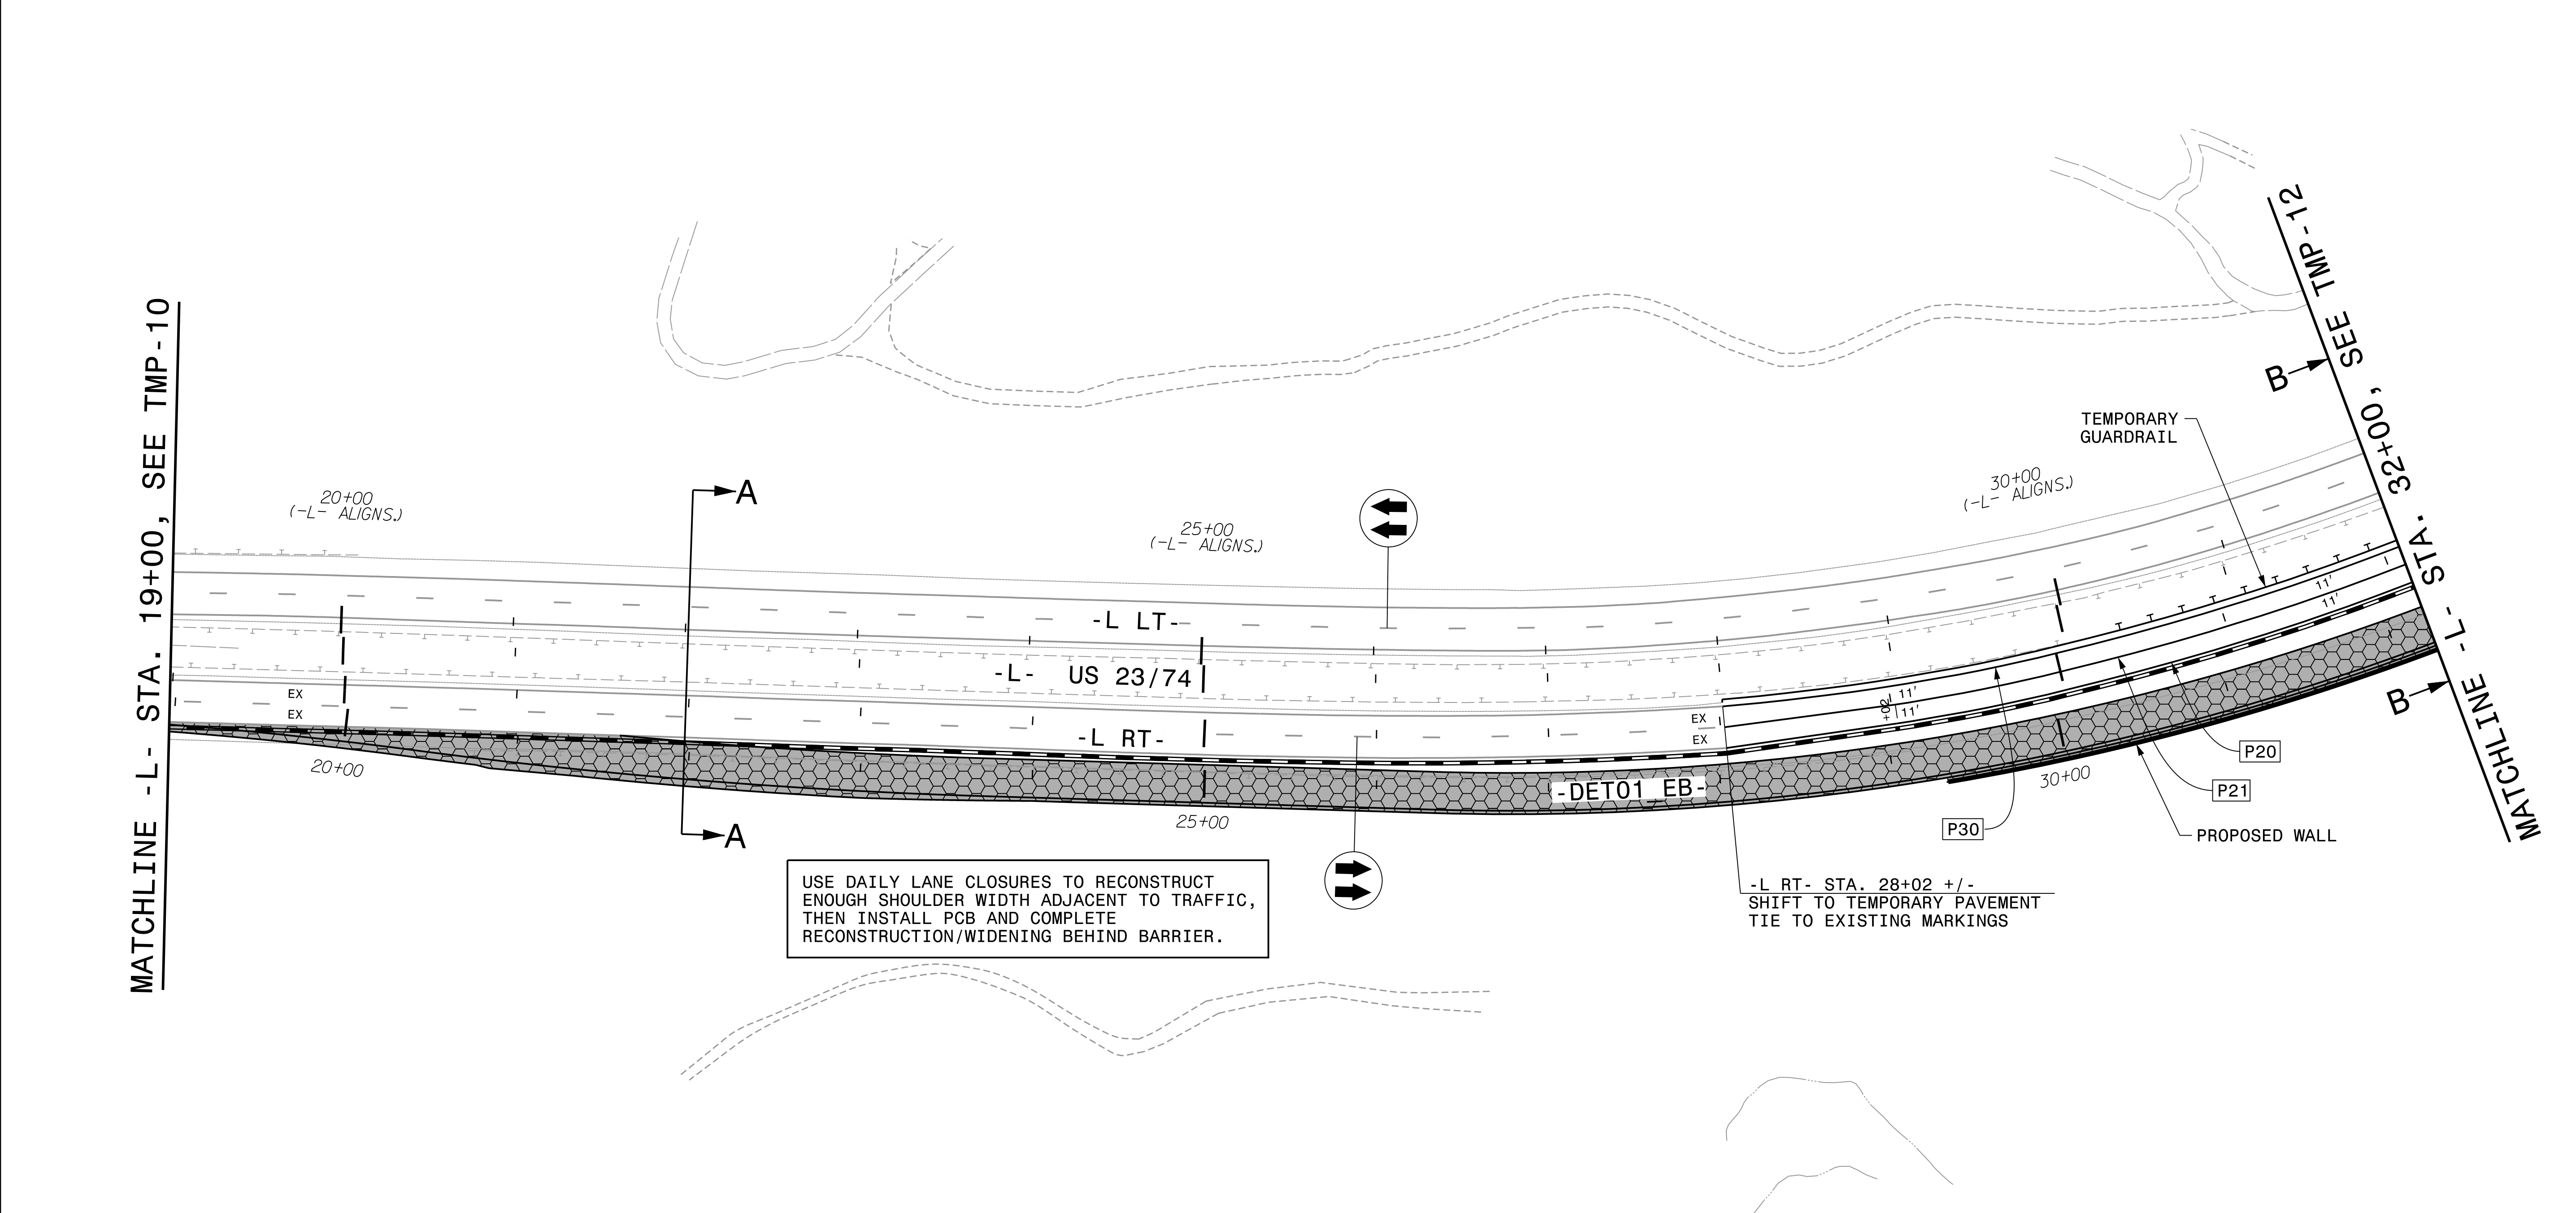 MATCHLINE -L- STA. 19+00, SEE TMP-10
20+00
(-L- ALIGNS.)
A
25+00
(-L- ALIGNS.)
30+00
(-L- ALIGNS.)
TEMPORARY
GUARDRAIL
B
MATCHLINE -L- STA. 32+00, SEE TMP-12
-L LT-
-L- US 23/74
-L RT-
EX
EX
EX
EX
+02
11'
11'
11'
11'
20+00
25+00
30+00
-DET01 EB-
A
B
P20
P21
P30
PROPOSED WALL
USE DAILY LANE CLOSURES TO RECONSTRUCT
ENOUGH SHOULDER WIDTH ADJACENT TO TRAFFIC,
THEN INSTALL PCB AND COMPLETE
RECONSTRUCTION/WIDENING BEHIND BARRIER.
-L RT- STA. 28+02 +/-
SHIFT TO TEMPORARY PAVEMENT
TIE TO EXISTING MARKINGS